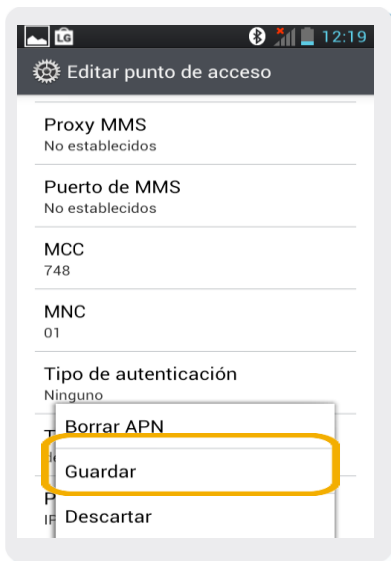 LG 12:19
Editar punto de acceso
Proxy MMS
No establecidos
Puerto de MMS
No establecidos
MCC
748
MNC
01
Tipo de autenticación
Ninguno
Borrar APN
Guardar
Descartar